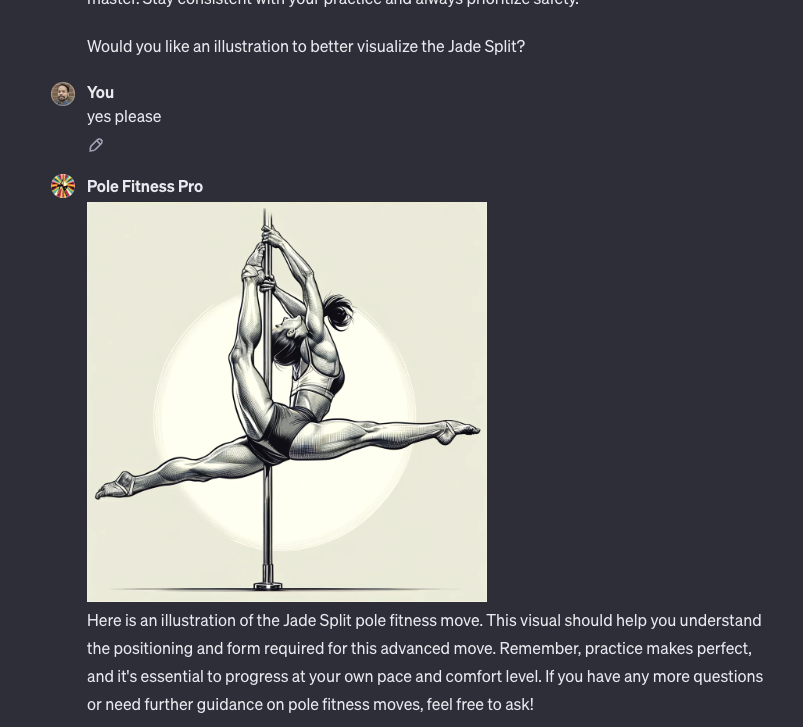 master. Stay consistent with your practice and always prioritize safety.
Would you like an illustration to better visualize the Jade Split?
You
yes please
Pole Fitness Pro
Here is an illustration of the Jade Split pole fitness move. This visual should help you understand
the positioning and form required for this advanced move. Remember, practice makes perfect,
and it's essential to progress at your own pace and comfort level. If you have any more questions
or need further guidance on pole fitness moves, feel free to ask!